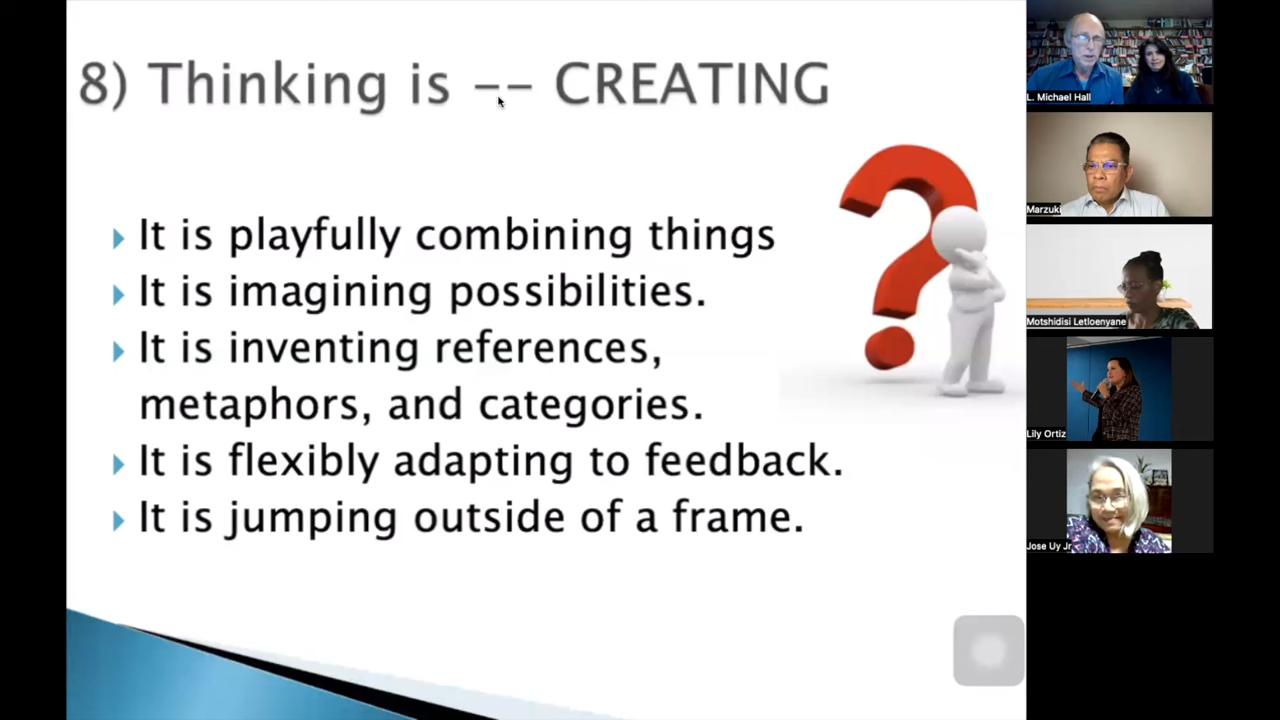 8) Thinking is -- CREATING
It is playfully combining things
It is imagining possibilities.
It is inventing references,
metaphors, and categories.
It is flexibly adapting to feedback.
It is jumping outside of a frame.
L. Michael Hall
Marzuki
Motshidisi Letloenyane
Lily Ortiz
Jose Uy Jr